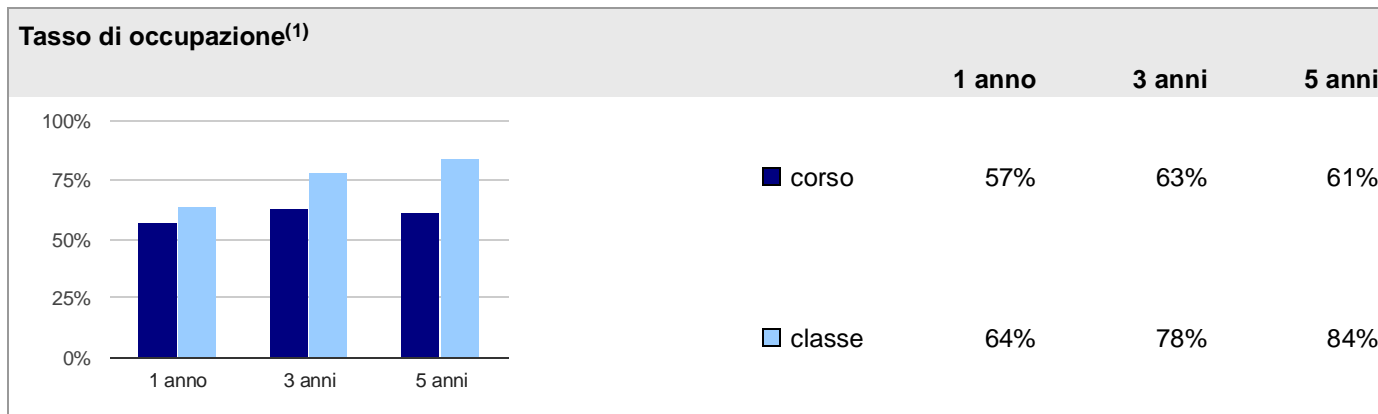 Tasso di occupazione(1)
1 anno 3 anni 5 anni
100%
75%
50%
25%
0%
1 anno 3 anni 5 anni
corso 57% 63% 61%
classe 64% 78% 84%